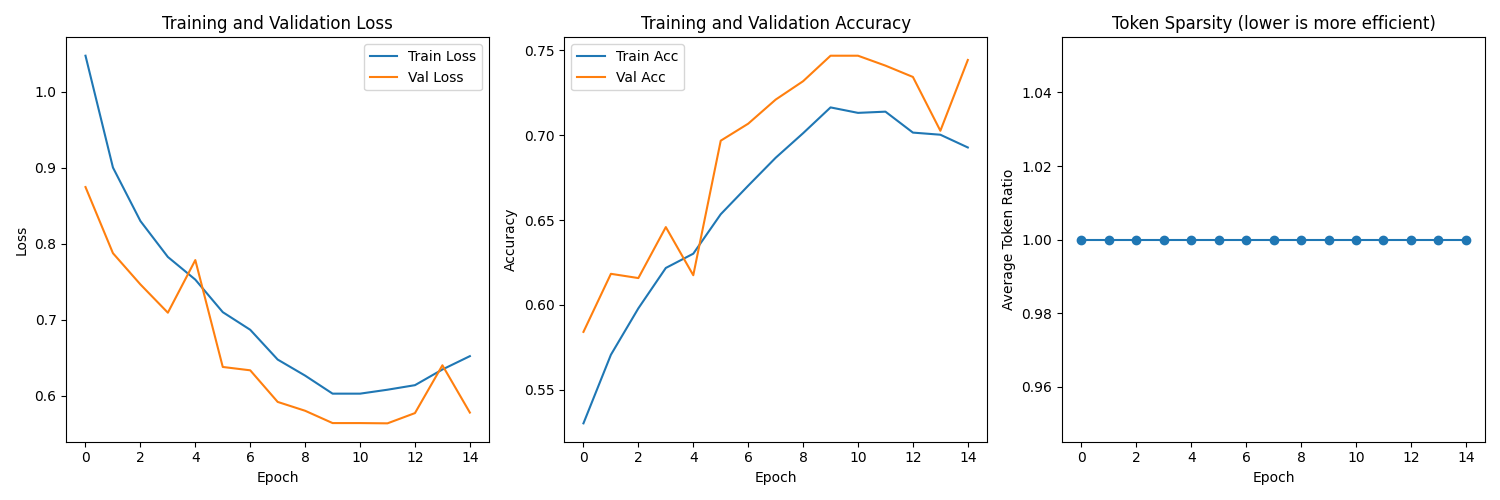 Training and Validation Loss
Train Loss
Val Loss
Loss
1.0
0.9
0.8
0.7
0.6
0 2 4 6 8 10 12 14
Epoch
Training and Validation Accuracy
Train Acc
Val Acc
Accuracy
0.75
0.70
0.65
0.60
0.55
0 2 4 6 8 10 12 14
Epoch
Token Sparsity (lower is more efficient)
Average Token Ratio
1.04
1.02
1.00
0.98
0.96
0 2 4 6 8 10 12 14
Epoch